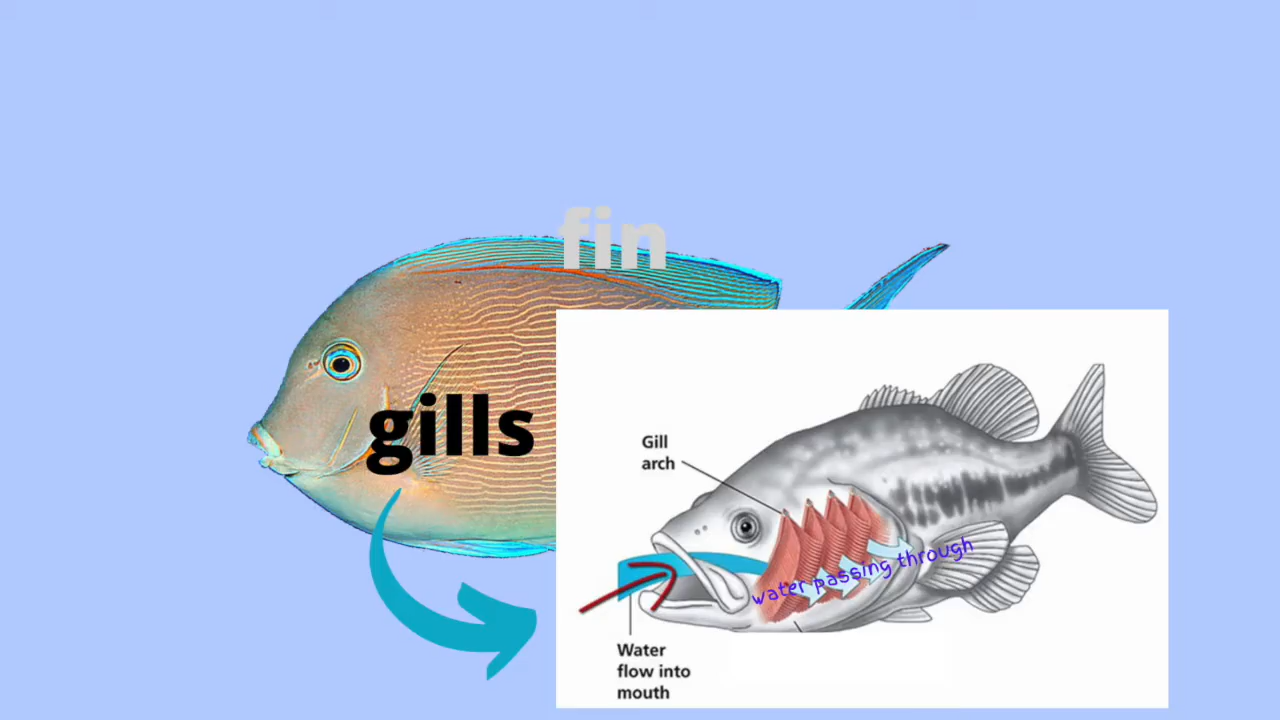 fin
gills
Gill
arch
water passing through
Water
flow into
mouth